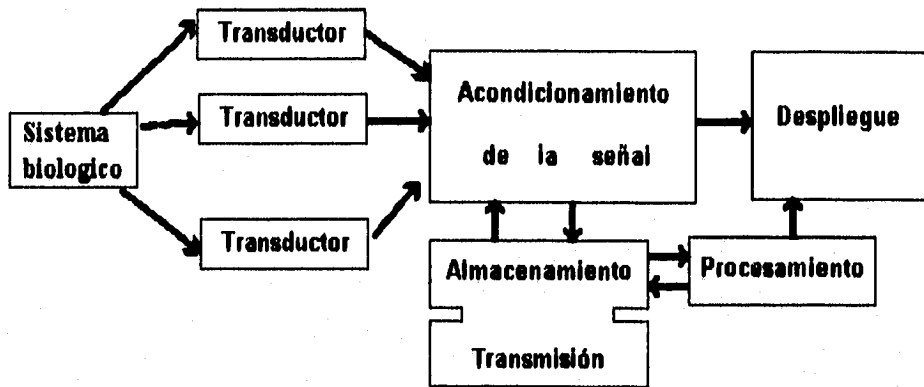 Transductor
Transductor
Transductor
Sistema
biologico
Acondicionamiento
de la señal
Despliegue
Almacenamiento
Procesamiento
Transmisión